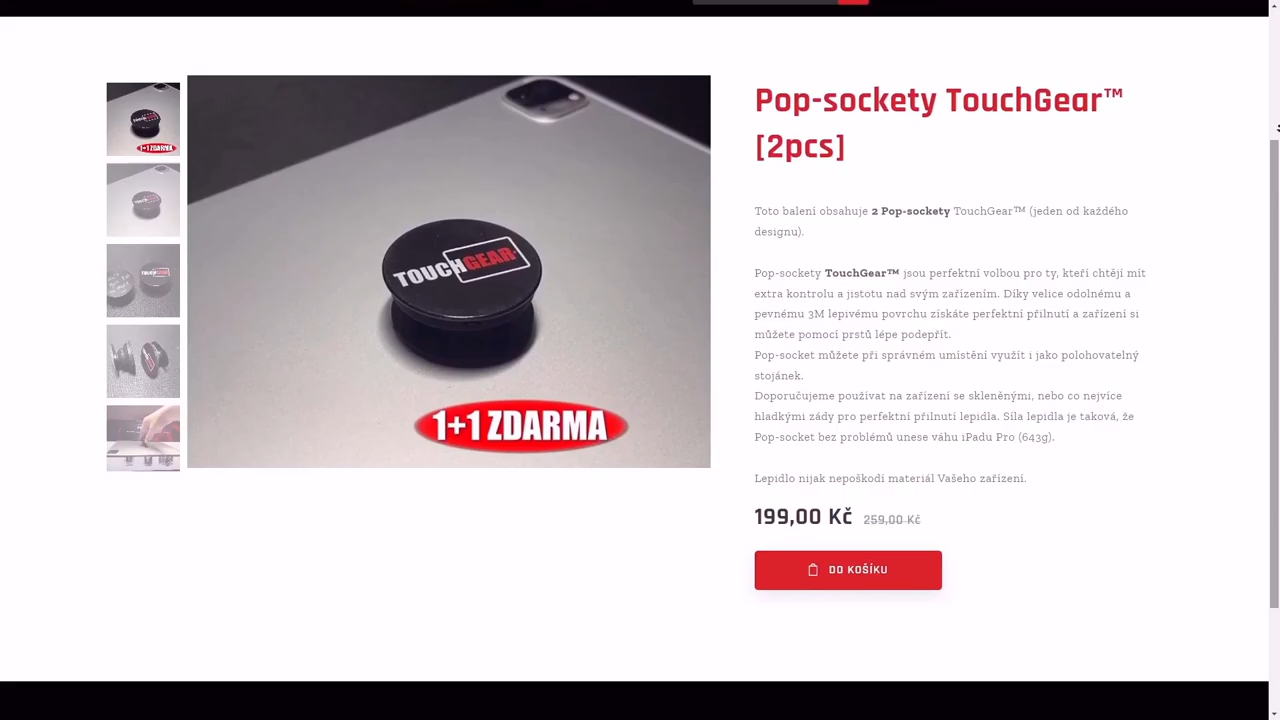 Pop-sockety TouchGear™
[2pcs]
Toto balení obsahuje 2 Pop-sockety TouchGear™ (jeden od každého
designu).
Pop-sockety TouchGear™ jsou perfektní volbou pro ty, kteří chtějí mít
extra kontrolu a jistotu nad svým zařízením. Díky velice odolnému a
pevnému 3M lepivému povrchu získáte perfektní přilnutí a zařízení si
můžete pomocí prstů lépe podepřít.
Pop-socket můžete při správném umístění využít i jako polohovatelný
stojánek.
Doporučujeme používat na zařízení se skleněnými, nebo co nejvíce
hladkými zády pro perfektní přilnutí lepidla. Síla lepidla je taková, že
Pop-socket bez problémů unese váhu iPadu Pro (643g).
Lepidlo nijak nepoškodí materiál Vašeho zařízení.
199,00 Kč 259,00 Kč
DO KOŠÍKU
TOUCHGEAR
1+1 ZDARMA
1+1 ZDARMA